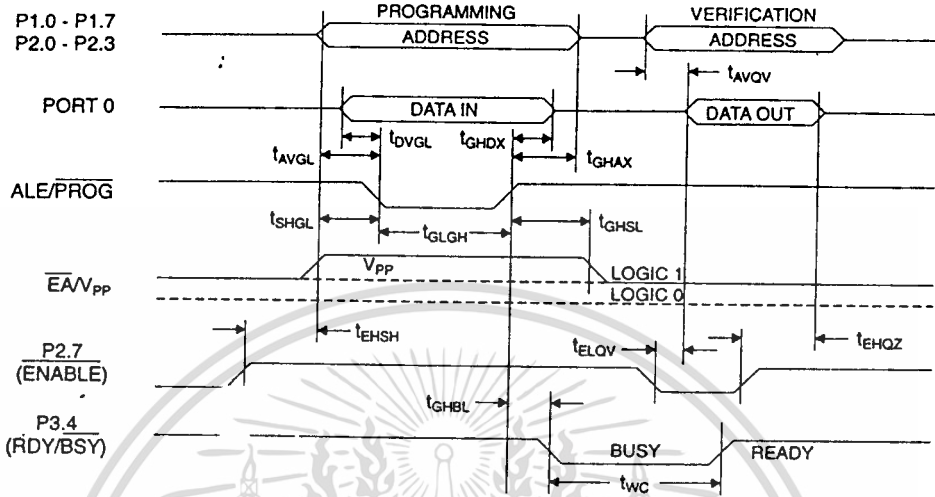 PROGRAMMING
VERIFICATION
P1.0 - P1.7
P2.0 - P2.3
ADDRESS
ADDRESS
tAVQV
PORT 0
DATA IN
DATA OUT
tDVGL
tGHDX
tAVGL
tGHAX
ALE/PROG
tSHGL
tGLGH
tGHSL
EA/VPP
VPP
LOGIC 1
LOGIC 0
tEHSH
tELQV
tEHQZ
P2.7
(ENABLE)
tGHBL
P3.4
(RDY/BSY)
BUSY
READY
tWC